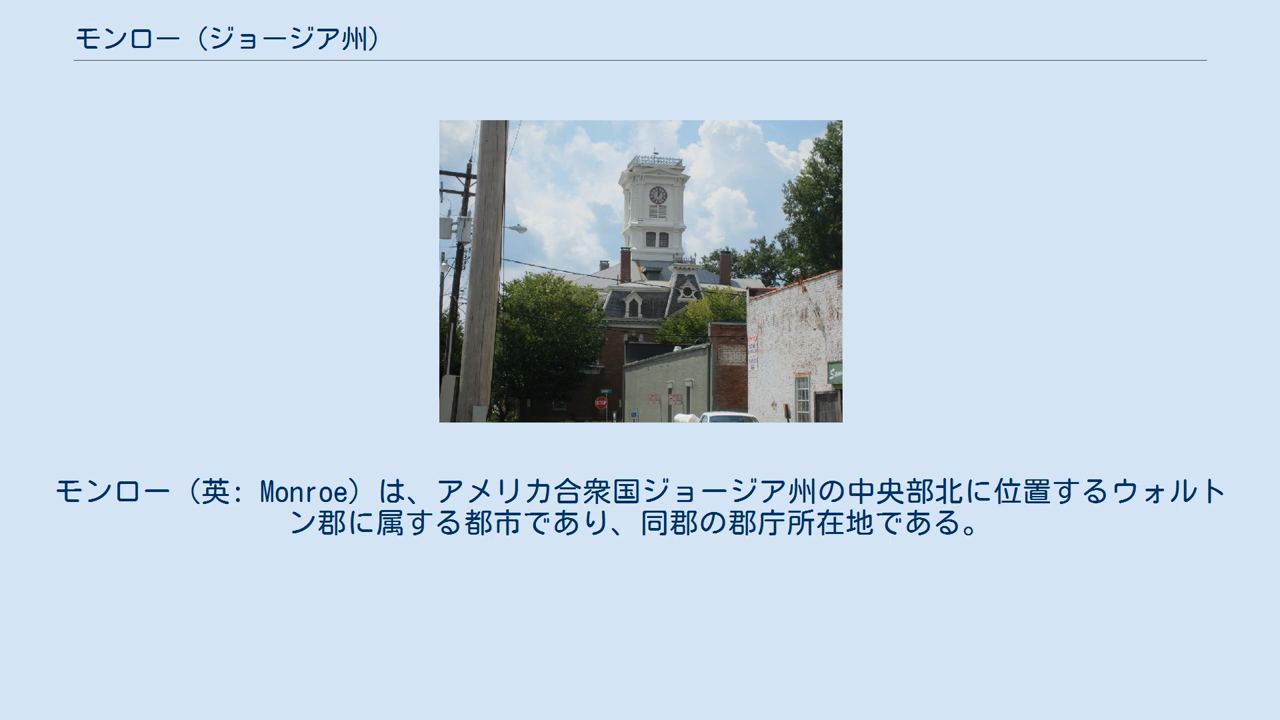 モンロー（ジョージア州）
モンロー（英: Monroe）は、アメリカ合衆国ジョージア州の中央部北に位置するウォルト
ン郡に属する都市であり、同郡の郡庁所在地である。